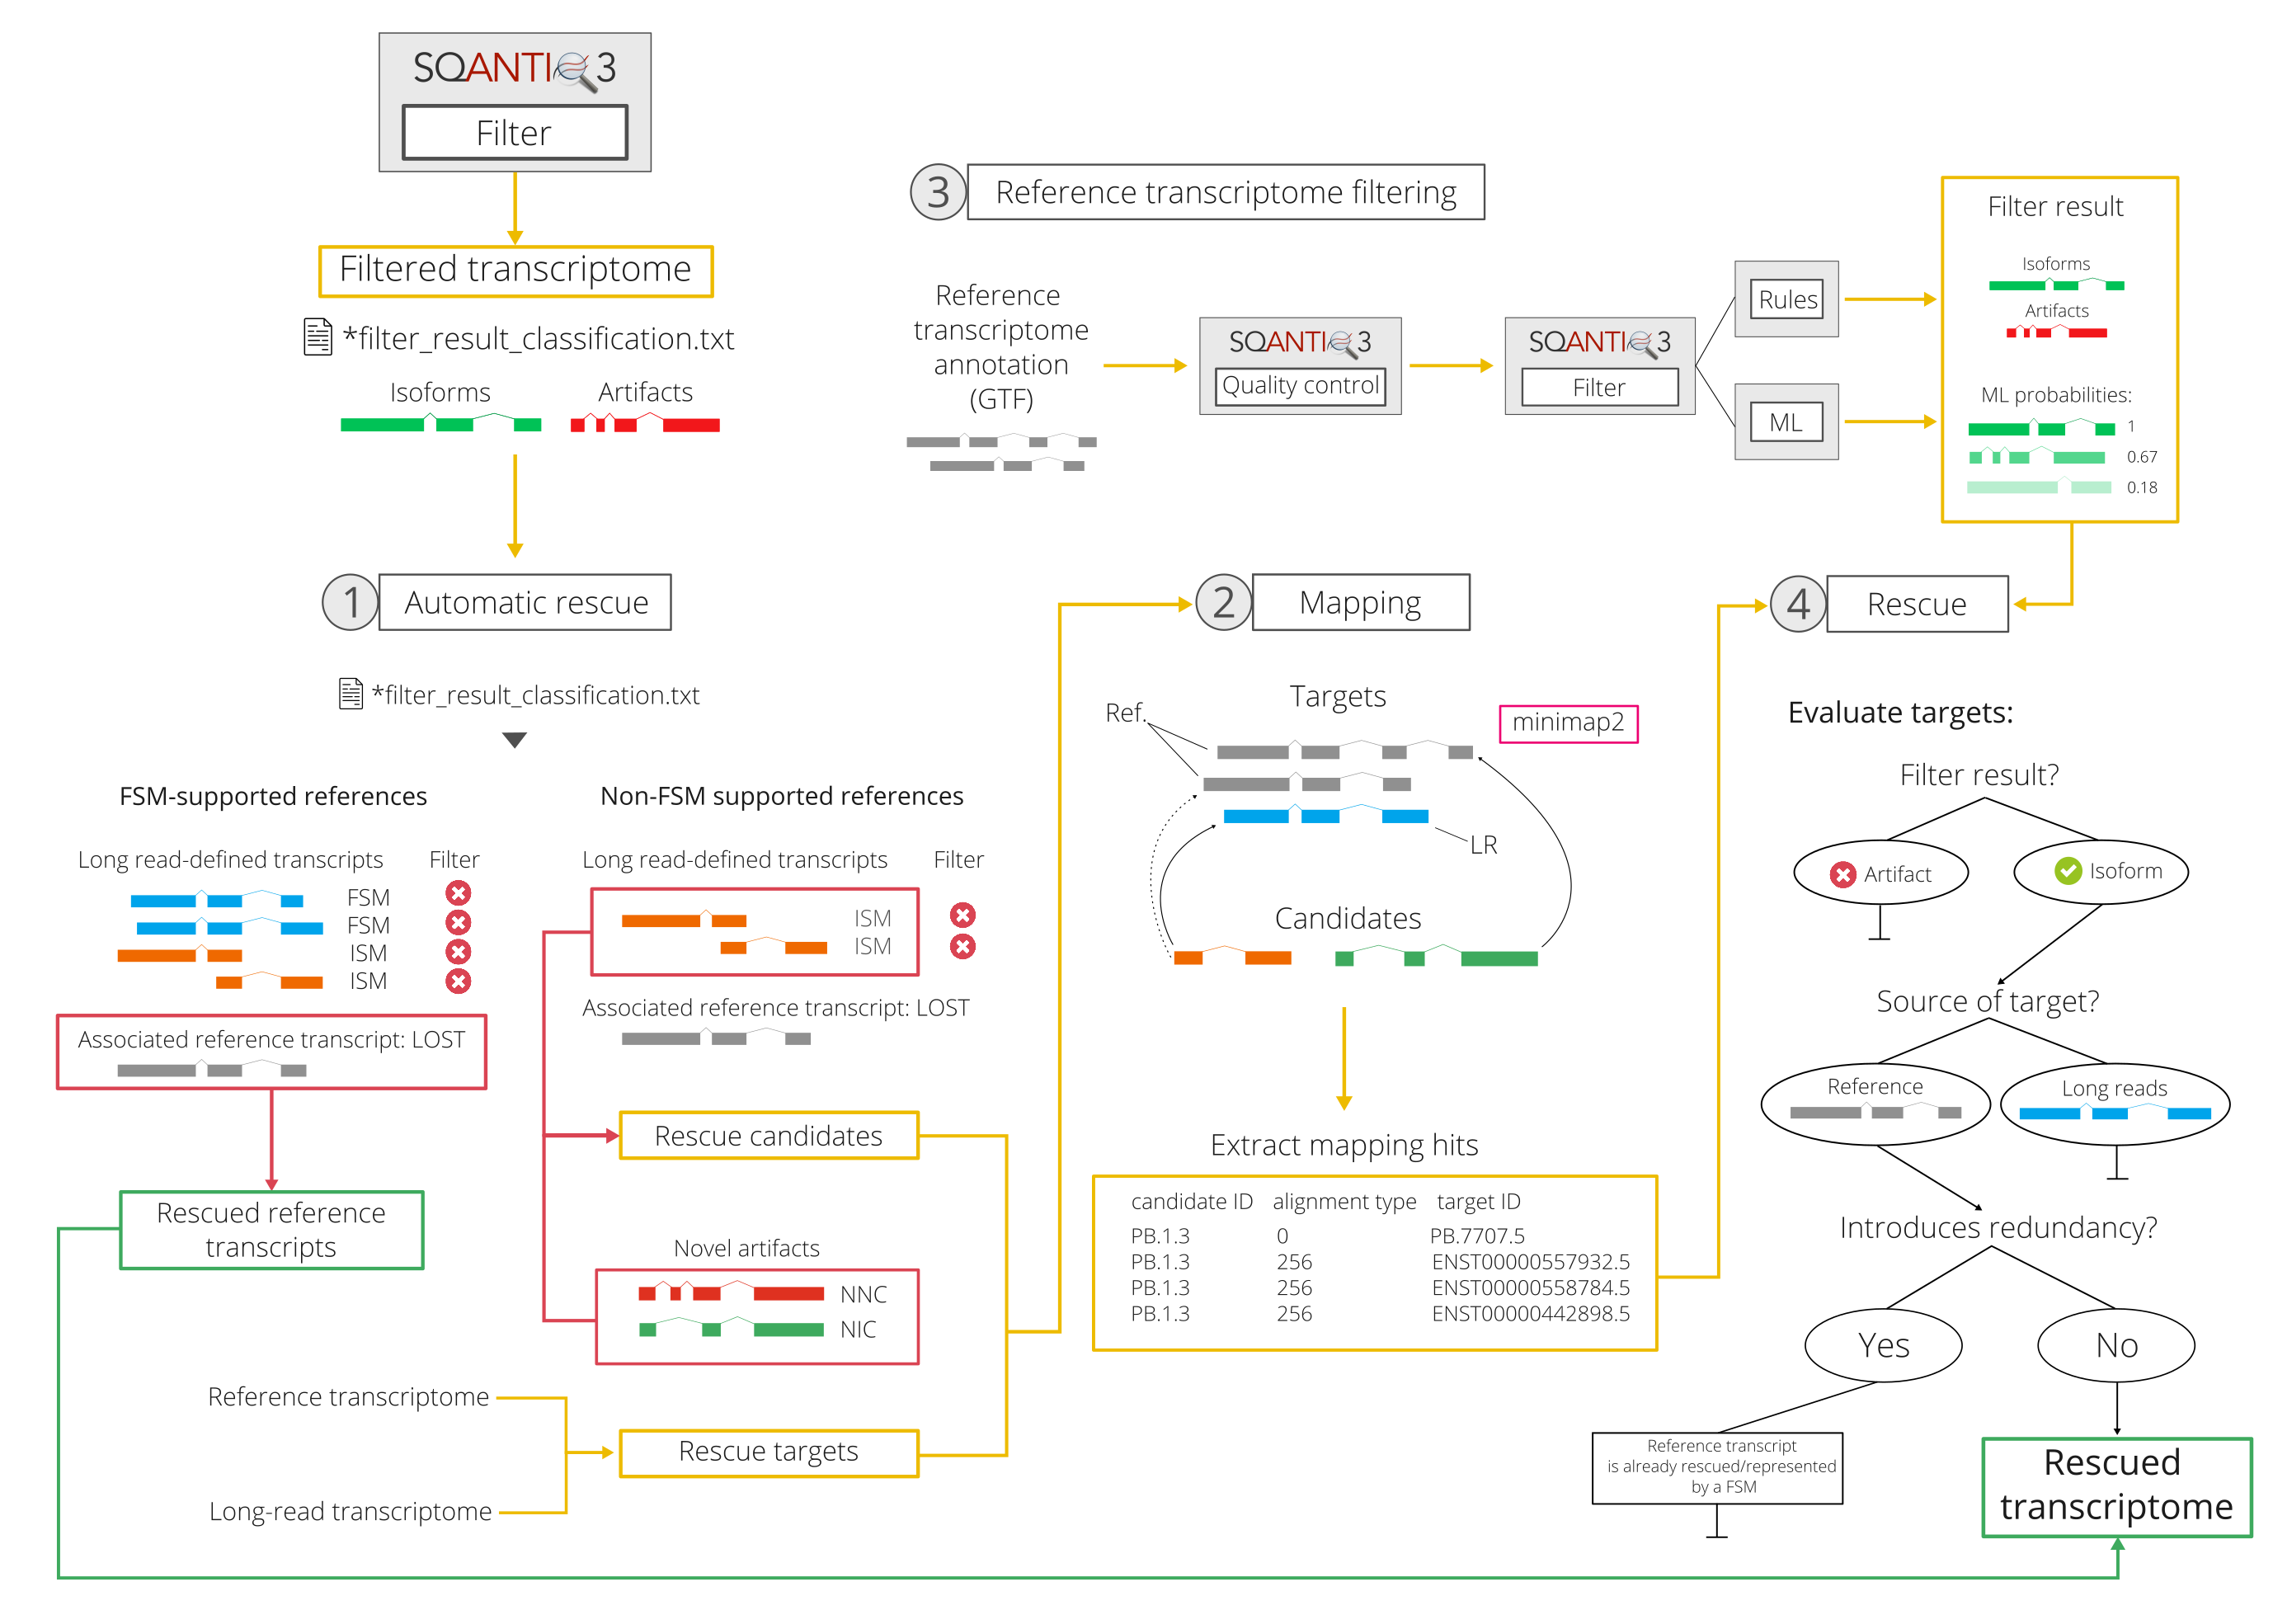 SQANTI 3
Filter
Filtered transcriptome
*filter_result_classification.txt
Isoforms
Artifacts
1
Automatic rescue
*filter_result_classification.txt
FSM-supported references
Long read-defined transcripts
Filter
FSM
FSM
ISM
ISM
Associated reference transcript: LOST
Rescued reference
transcripts
Non-FSM supported references
Long read-defined transcripts
Filter
ISM
ISM
Associated reference transcript: LOST
Rescue candidates
Novel artifacts
NNC
NIC
Reference transcriptome
Long-read transcriptome
Rescue targets
2
Mapping
Targets
Ref.
minimap2
LR
Candidates
Extract mapping hits
candidate ID alignment type target ID
PB.1.3 0 PB.7707.5
PB.1.3 256 ENST00000557932.5
PB.1.3 256 ENST00000558784.5
PB.1.3 256 ENST00000442898.5
3
Reference transcriptome filtering
Reference
transcriptome
annotation
(GTF)
SQANTI 3
Quality control
SQANTI 3
Filter
Rules
ML
Filter result
Isoforms
Artifacts
ML probabilities:
1
0.67
0.18
4
Rescue
Evaluate targets:
Filter result?
Artifact
Isoform
Source of target?
Reference
Long reads
Introduces redundancy?
Yes
No
Reference transcript
is already rescued/represented
by a FSM
Rescued
transcriptome